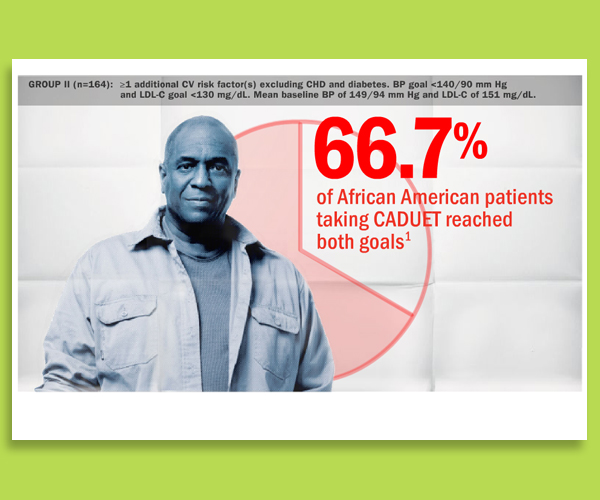 GROUP II (n=164): ≥1 additional CV risk factor(s) excluding CHD and diabetes. BP goal <140/90 mm Hg
and LDL-C goal <130 mg/dL. Mean baseline BP of 149/94 mm Hg and LDL-C of 151 mg/dL.
66.7%
of African American patients
taking CADUET reached
both goals1